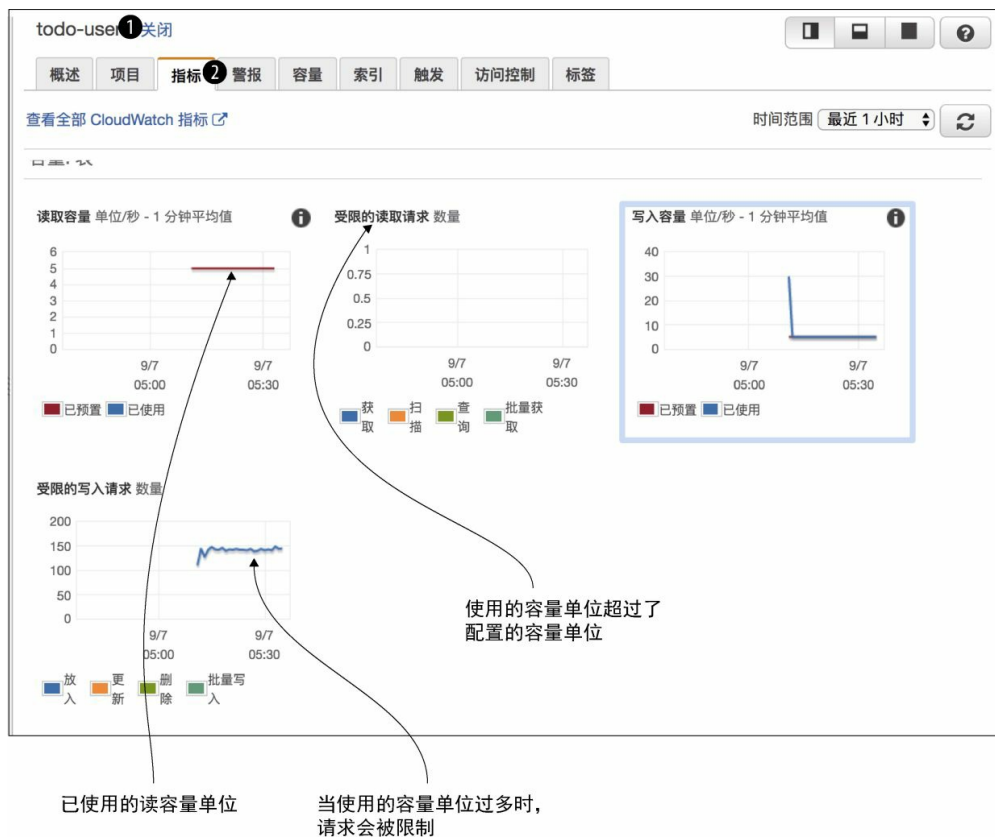 todo-user ❶ 关闭
概述 项目 指标 ❷ 警报 容量 索引 触发 访问控制 标签
查看全部 CloudWatch 指标
时间范围 最近 1 小时
读取容量 单位/秒 - 1 分钟平均值
6
5
4
3
2
1
0
9/7
05:00
9/7
05:30
已预置 已使用
受限的读取请求 数量
1
0.75
0.5
0.25
0
9/7
05:00
9/7
05:30
获取 扫描 查询 批量获取
写入容量 单位/秒 - 1 分钟平均值
40
30
20
10
0
9/7
05:00
9/7
05:30
已预置 已使用
受限的写入请求 数量
200
150
100
50
0
9/7
05:00
9/7
05:30
放入 更新 删除 批量写入
使用的容量单位超过了
配置的容量单位
已使用的读容量单位
当使用的容量单位过多时，
请求会被限制